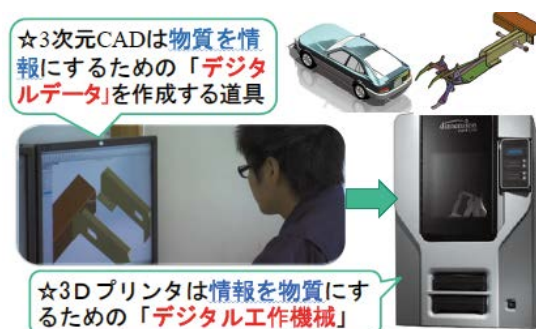 ☆3次元CADは物質を情
報にするための「デジタ
ルデータ」を作成する道具
dimension
☆3Dプリンタは情報を物質にす
るための「デジタル工作機械」